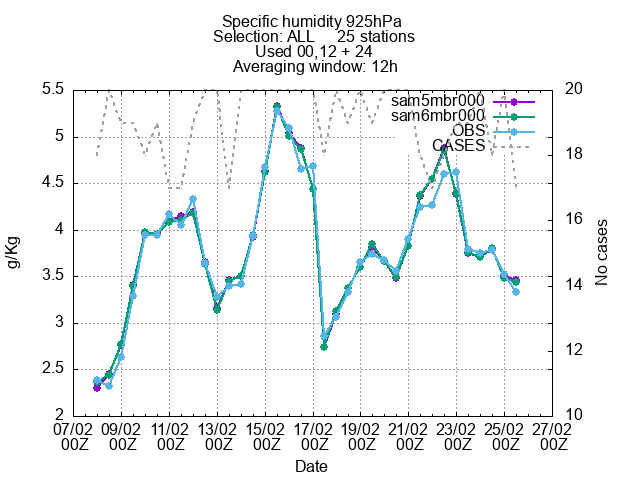 Specific humidity 925hPa
Selection: ALL 25 stations
Used 00,12 + 24
Averaging window: 12h
5.5
5
4.5
4
3.5
3
2.5
2
g/Kg
sam5mbr000
sam6mbr000
OBS
CASES
20
18
16
14
12
10
No cases
07/02 09/02 11/02 13/02 15/02 17/02 19/02 21/02 23/02 25/02 27/02
00Z 00Z 00Z 00Z 00Z 00Z 00Z 00Z 00Z 00Z 00Z
Date